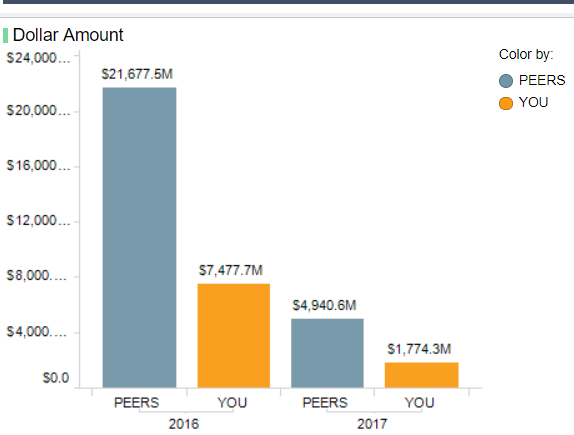 Dollar Amount
Color by:
PEERS
YOU
$24,000...
$20,000...
$16,000...
$12,000...
$8,000....
$4,000....
$0.0
$21,677.5M
$7,477.7M
$4,940.6M
$1,774.3M
PEERS YOU PEERS YOU
2016 2017